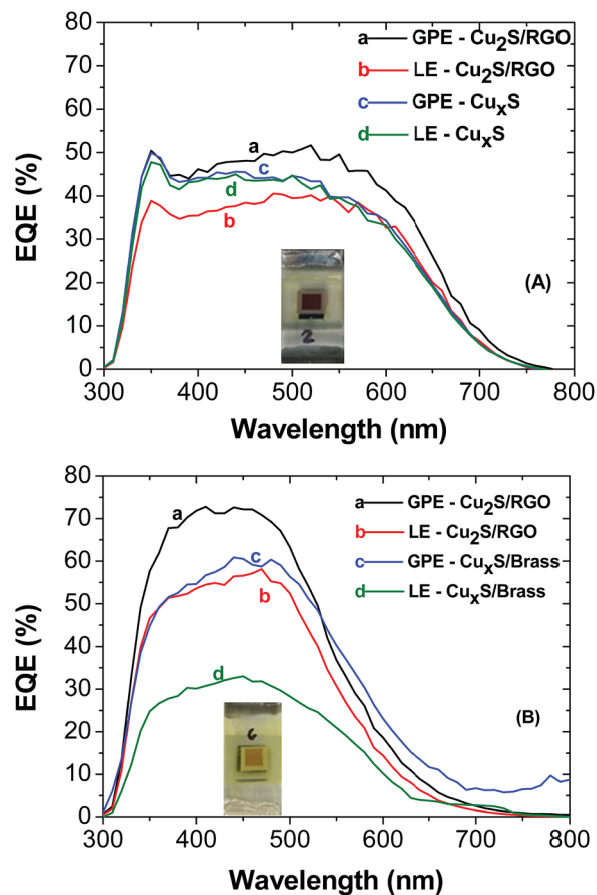 80
70
60
50
40
30
20
10
0
EQE (%)
a GPE - Cu₂S/RGO
b LE - Cu₂S/RGO
c GPE - CuₓS
d LE - CuₓS
a
c
d
b
2
(A)
300 400 500 600 700 800
Wavelength (nm)
80
70
60
50
40
30
20
10
0
EQE (%)
a GPE - Cu₂S/RGO
b LE - Cu₂S/RGO
c GPE - CuₓS/Brass
d LE - CuₓS/Brass
a
c
b
d
6
(B)
300 400 500 600 700 800
Wavelength (nm)